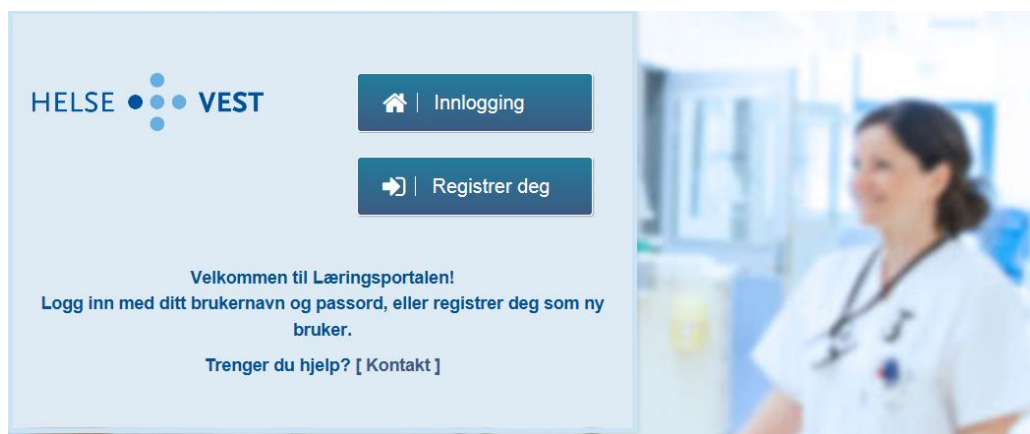 HELSE VEST
Innlogging
Registrer deg
Velkommen til Læringsportalen!
Logg inn med ditt brukernavn og passord, eller registrer deg som ny
bruker.
Trenger du hjelp? [ Kontakt ]